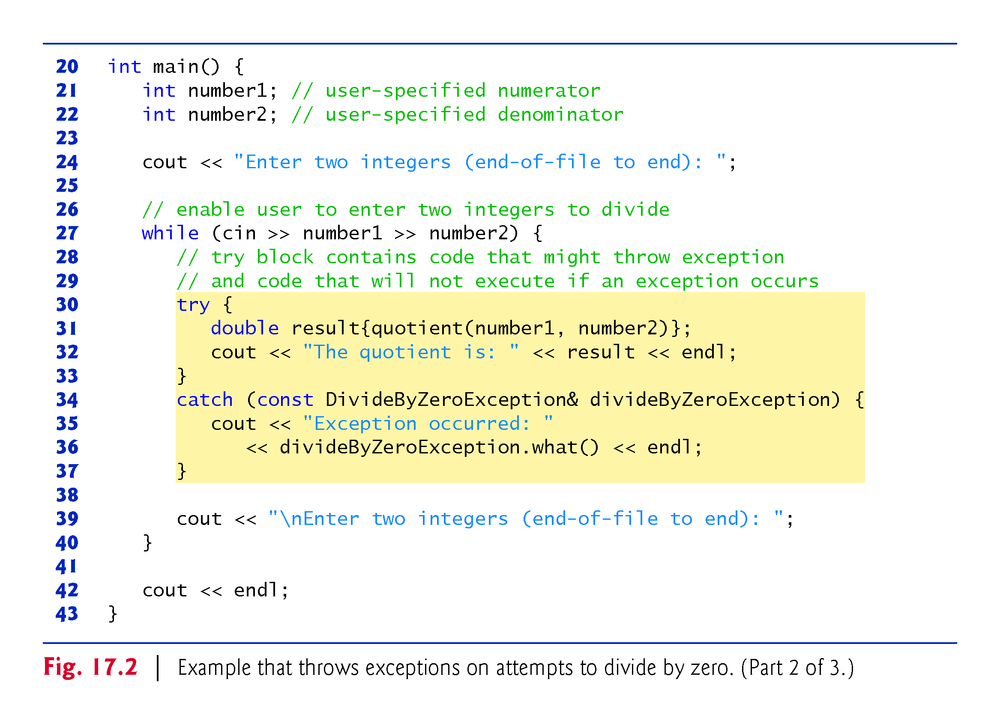 20 int main() {
21 int number1; // user-specified numerator
22 int number2; // user-specified denominator
23
24 cout << "Enter two integers (end-of-file to end): ";
25
26 // enable user to enter two integers to divide
27 while (cin >> number1 >> number2) {
28 // try block contains code that might throw exception
29 // and code that will not execute if an exception occurs
30 try {
31 double result{quotient(number1, number2)};
32 cout << "The quotient is: " << result << endl;
33 }
34 catch (const DivideByZeroException& divideByZeroException) {
35 cout << "Exception occurred: "
36 << divideByZeroException.what() << endl;
37 }
38
39 cout << "\nEnter two integers (end-of-file to end): ";
40 }
41
42 cout << endl;
43 }
Fig. 17.2 | Example that throws exceptions on attempts to divide by zero. (Part 2 of 3.)